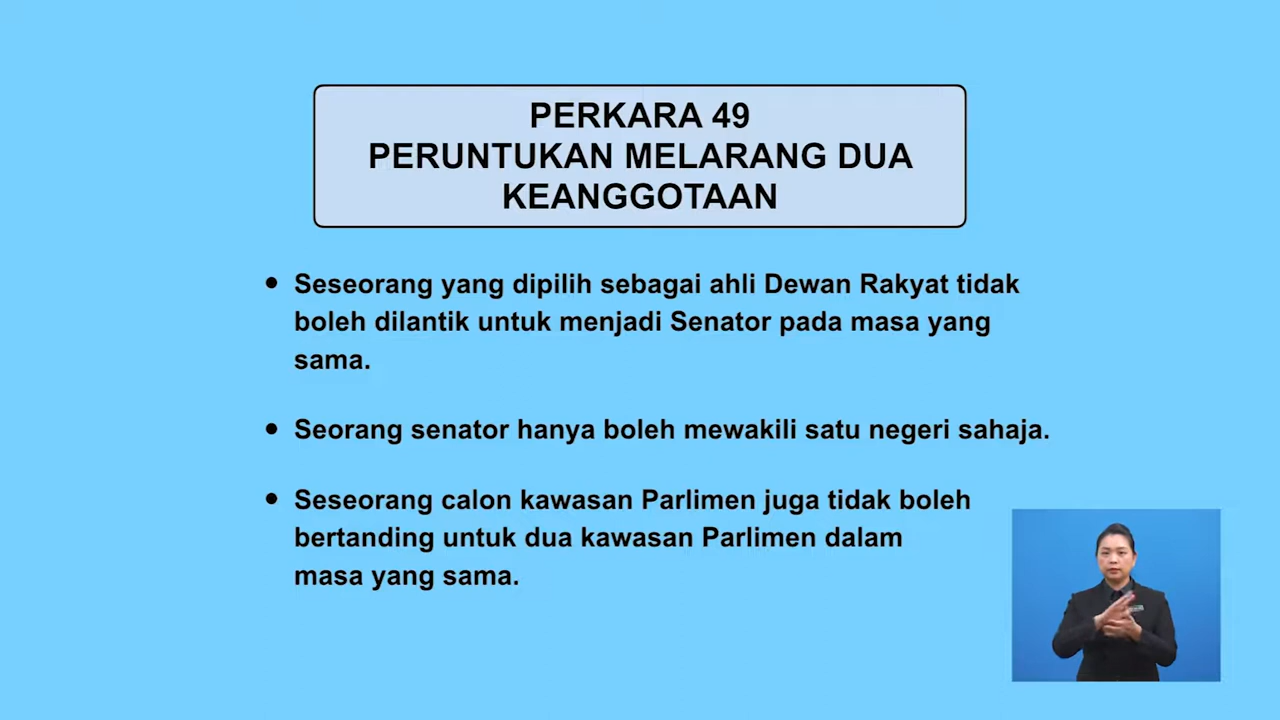 PERKARA 49
PERUNTUKAN MELARANG DUA
KEANGGOTAAN
• Seseorang yang dipilih sebagai ahli Dewan Rakyat tidak
boleh dilantik untuk menjadi Senator pada masa yang
sama.
• Seorang senator hanya boleh mewakili satu negeri sahaja.
• Seseorang calon kawasan Parlimen juga tidak boleh
bertanding untuk dua kawasan Parlimen dalam
masa yang sama.